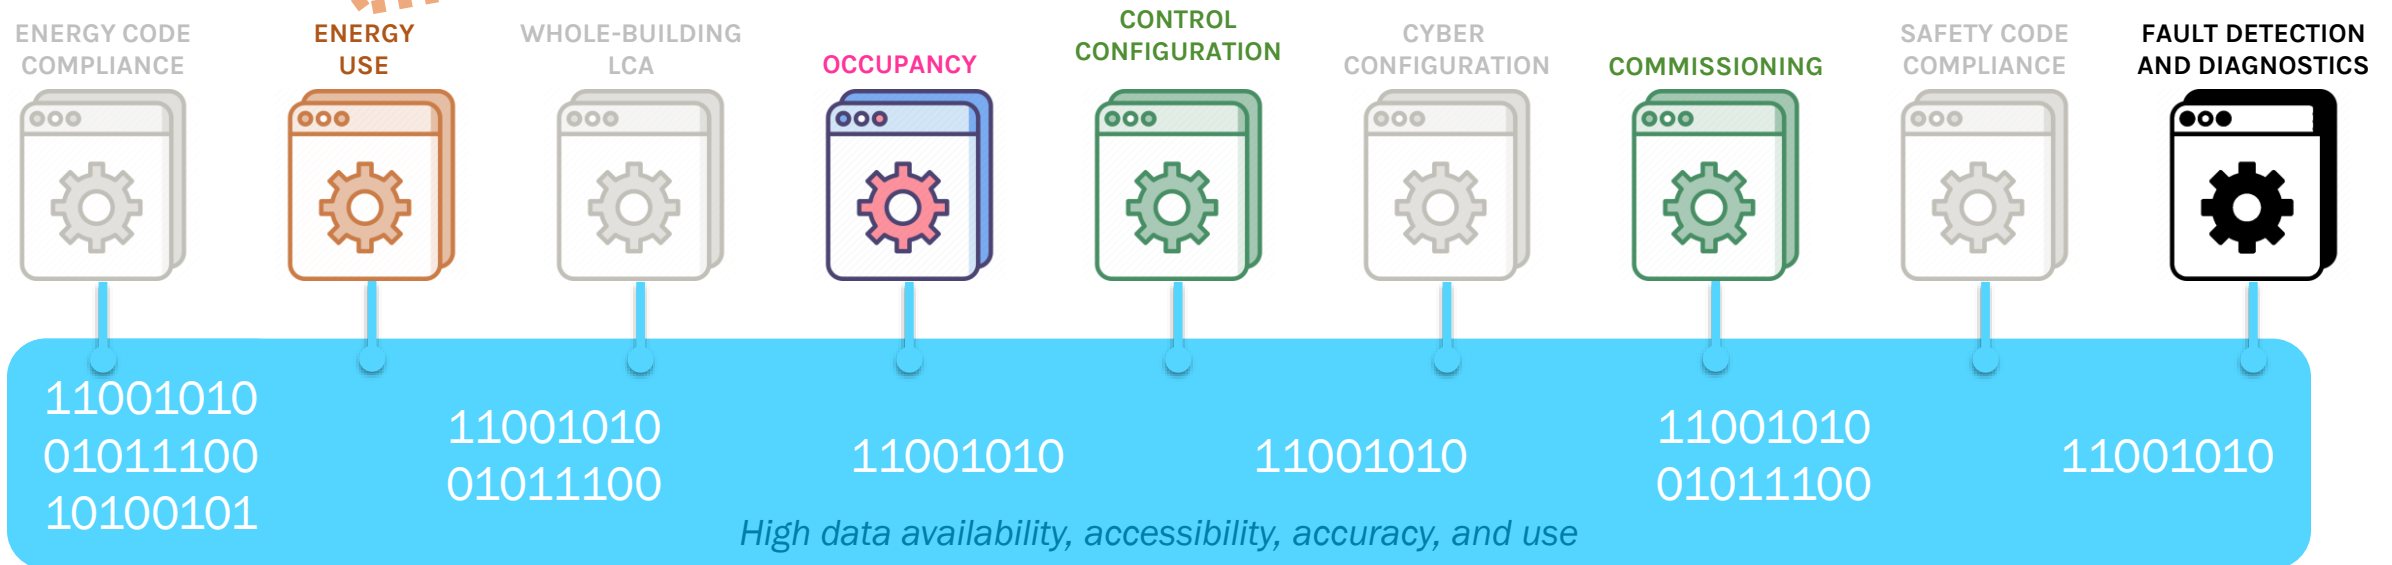 ENERGY CODE
COMPLIANCE
ENERGY
USE
WHOLE-BUILDING
LCA
OCCUPANCY
CONTROL
CONFIGURATION
CYBER
CONFIGURATION
COMMISSIONING
SAFETY CODE
COMPLIANCE
FAULT DETECTION
AND DIAGNOSTICS
11001010
01011100
10100101
11001010
01011100
11001010
11001010
11001010
01011100
11001010
High data availability, accessibility, accuracy, and use